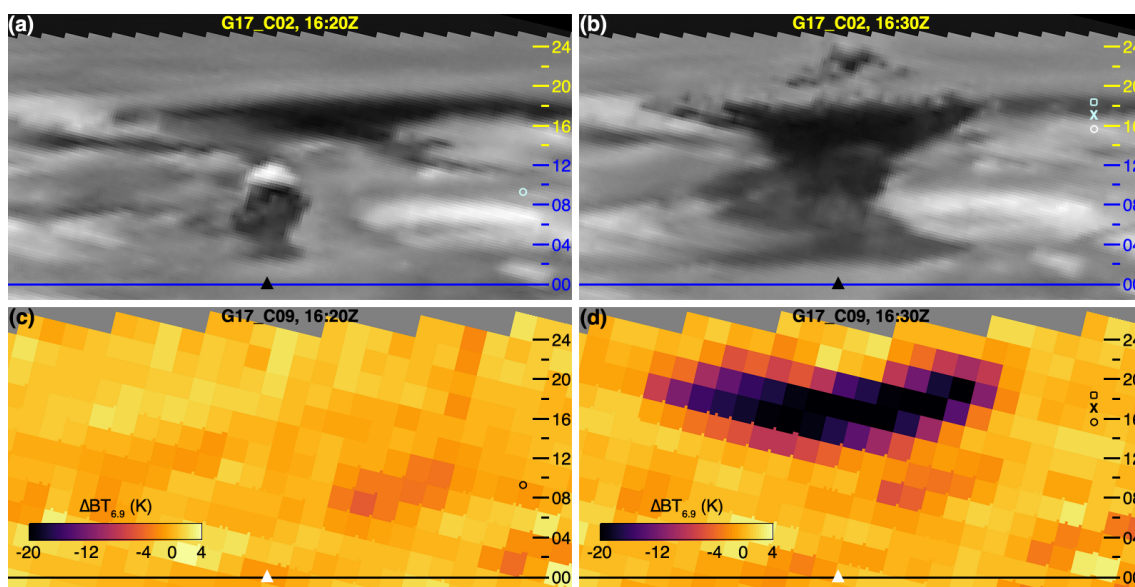 (a) G17_C02, 16:20Z
24
20
16
12
08
04
00
(b) G17_C02, 16:30Z
24
20
16
12
08
04
00
(c) G17_C09, 16:20Z
24
20
16
12
08
04
00
ΔBT6.9 (K)
-20 -12 -4 0 4
(d) G17_C09, 16:30Z
24
20
16
12
08
04
00
X
X
ΔBT6.9 (K)
-20 -12 -4 0 4